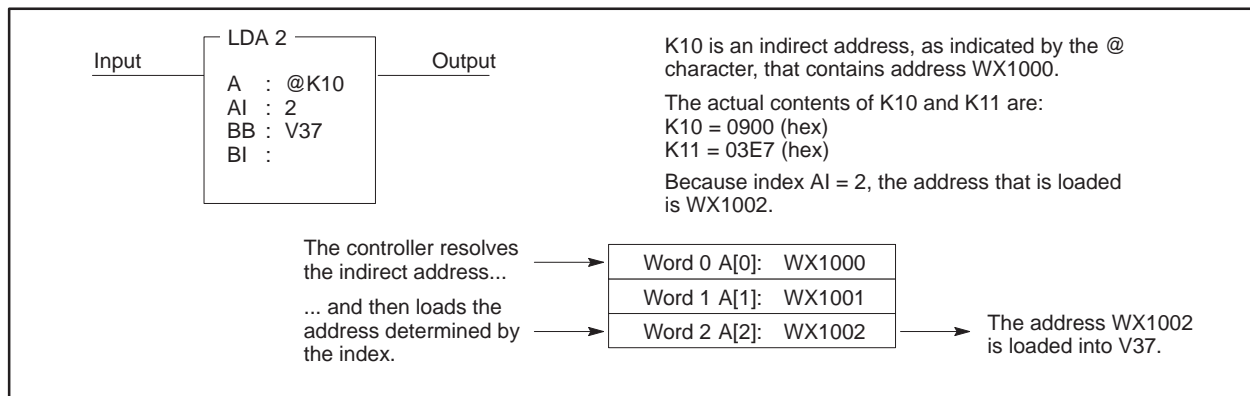 LDA 2
Input
Output
A : @K10
AI : 2
BB : V37
BI :
K10 is an indirect address, as indicated by the @
character, that contains address WX1000.
The actual contents of K10 and K11 are:
K10 = 0900 (hex)
K11 = 03E7 (hex)
Because index AI = 2, the address that is loaded
is WX1002.
The controller resolves
the indirect address...
... and then loads the
address determined by
the index.
Word 0 A[0]: WX1000
Word 1 A[1]: WX1001
Word 2 A[2]: WX1002
The address WX1002
is loaded into V37.